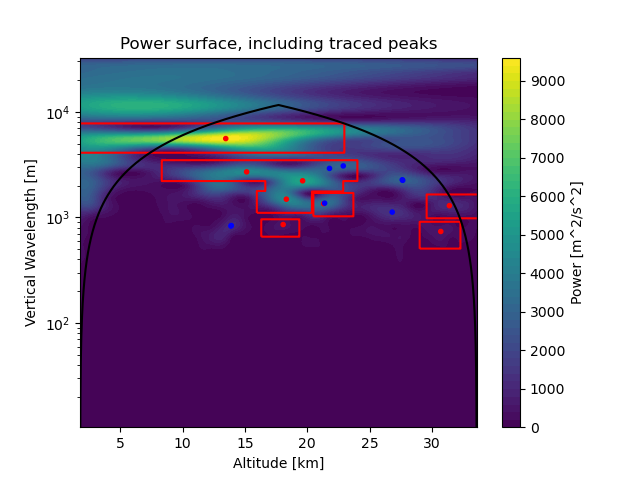 Power surface, including traced peaks
Vertical Wavelength [m]
10^4
10^3
10^2
5 10 15 20 25 30
Altitude [km]
9000
8000
7000
6000
5000
4000
3000
2000
1000
0
Power [m^2/s^2]